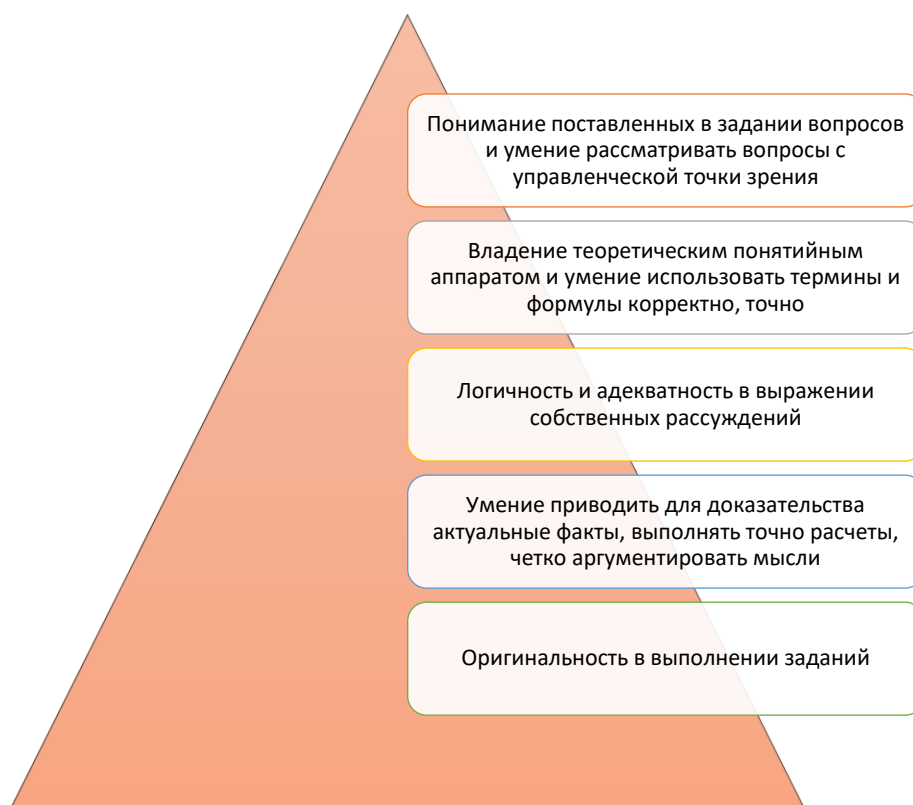 Понимание поставленных в задании вопросов
и умение рассматривать вопросы с
управленческой точки зрения
Владение теоретическим понятийным
аппаратом и умение использовать термины и
формулы корректно, точно
Логичность и адекватность в выражении
собственных рассуждений
Умение приводить для доказательства
актуальные факты, выполнять точно расчеты,
четко аргументировать мысли
Оригинальность в выполнении заданий